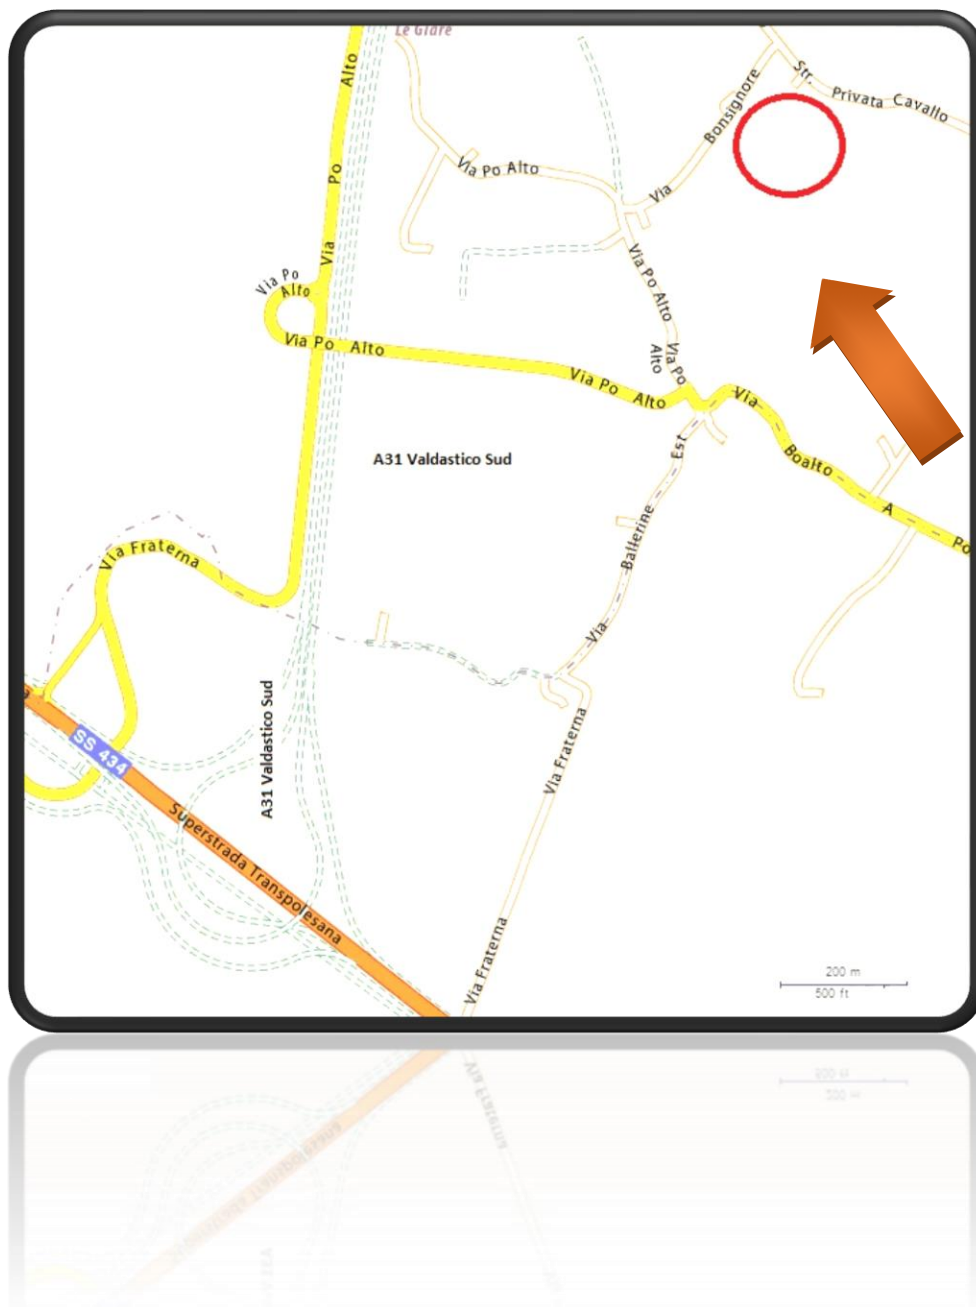 Le Giare
Alto
Po
Via
Str.
Privata Cavallo
Bonsignore
Via
Via Po Alto
Via Po Alto
Via Po
Alto
Via Po
Alto
Via Po Alto
Via Po Alto
Via
Boalto
A
Po
A31 Valdastico Sud
Est
Ballerine
Via
Via Fraterna
A31 Valdastico Sud
SS 434
Superstrada Transpolesana
Via Fraterna
Via Fraterna
200 m
500 ft